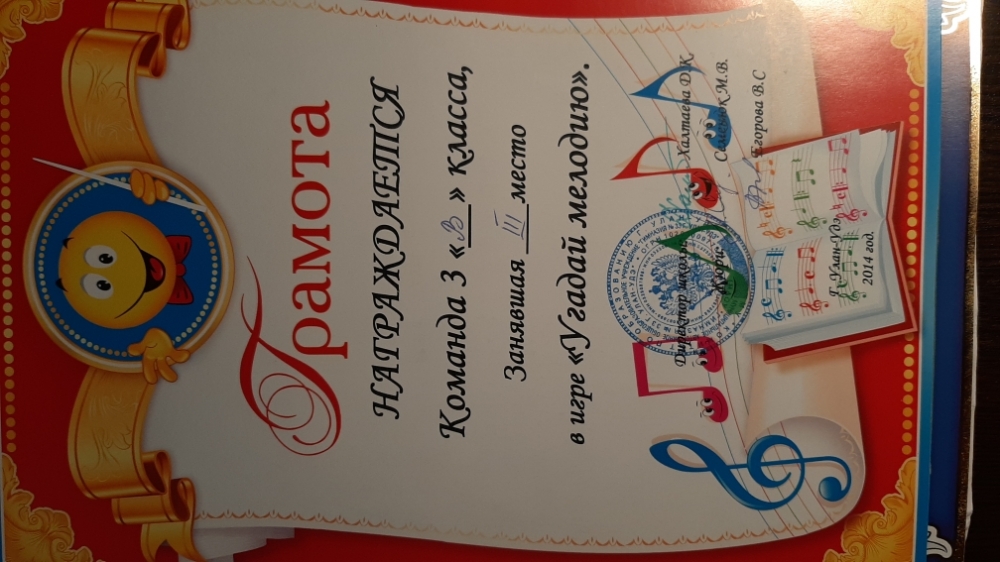 Грамота
НАГРАЖДАЕТСЯ
Команда 3 «В» класса,
Занявшая III место
в игре «Угадай мелодию».
Директор школы Халтаева Д.К
М.В.
Егорова В.С
Г. Улан-Удэ
2014 год.